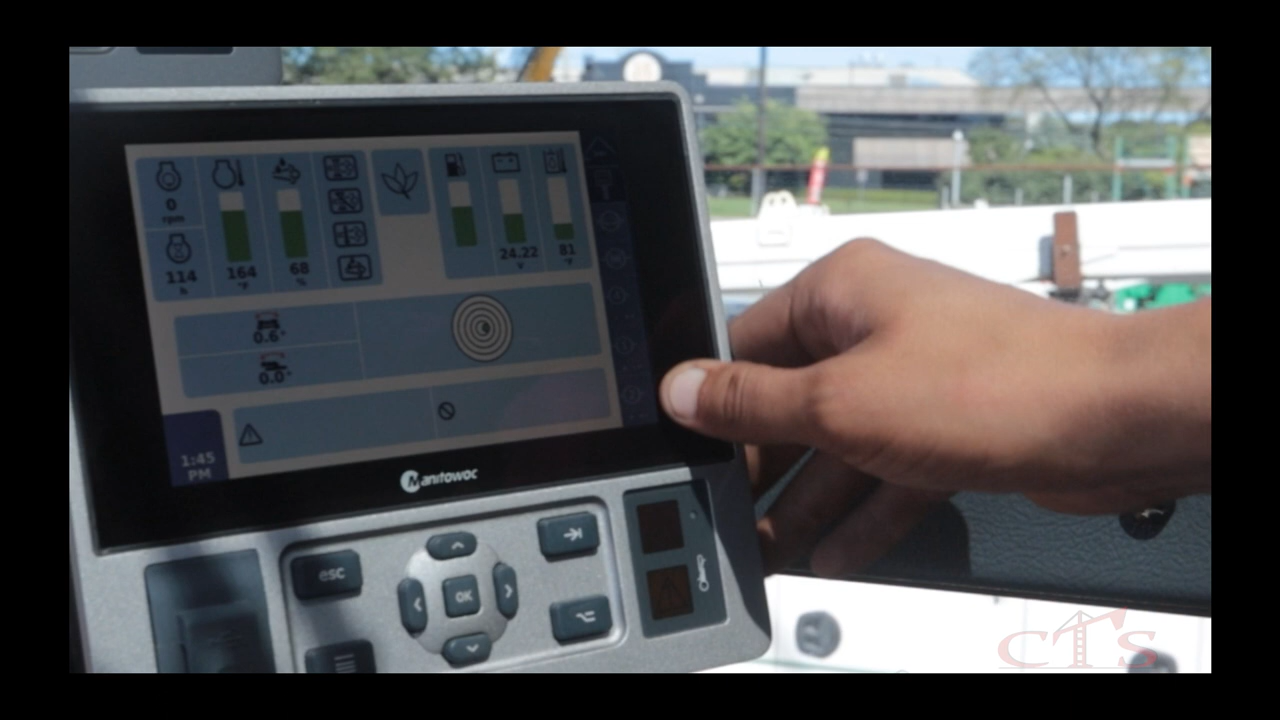 0
rpm
114
h
164
°F
68
%
24.22
V
81
°F
0.6°
0.0°
1:45
PM
Manitowoc
esc
OK
CTS